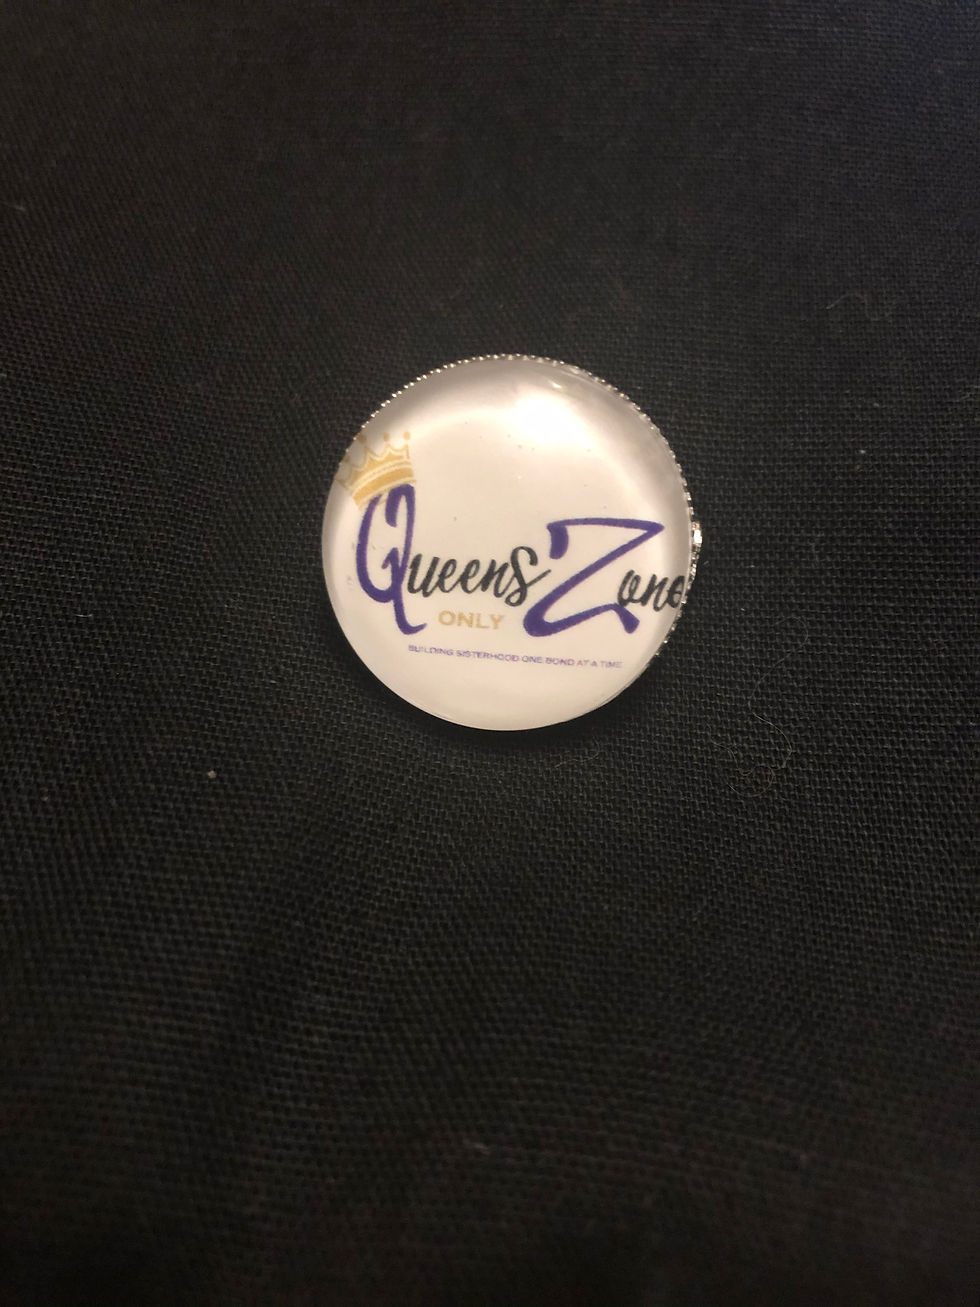 Queens Zone
ONLY
BUILDING SISTERHOOD ONE BOND AT A TIME